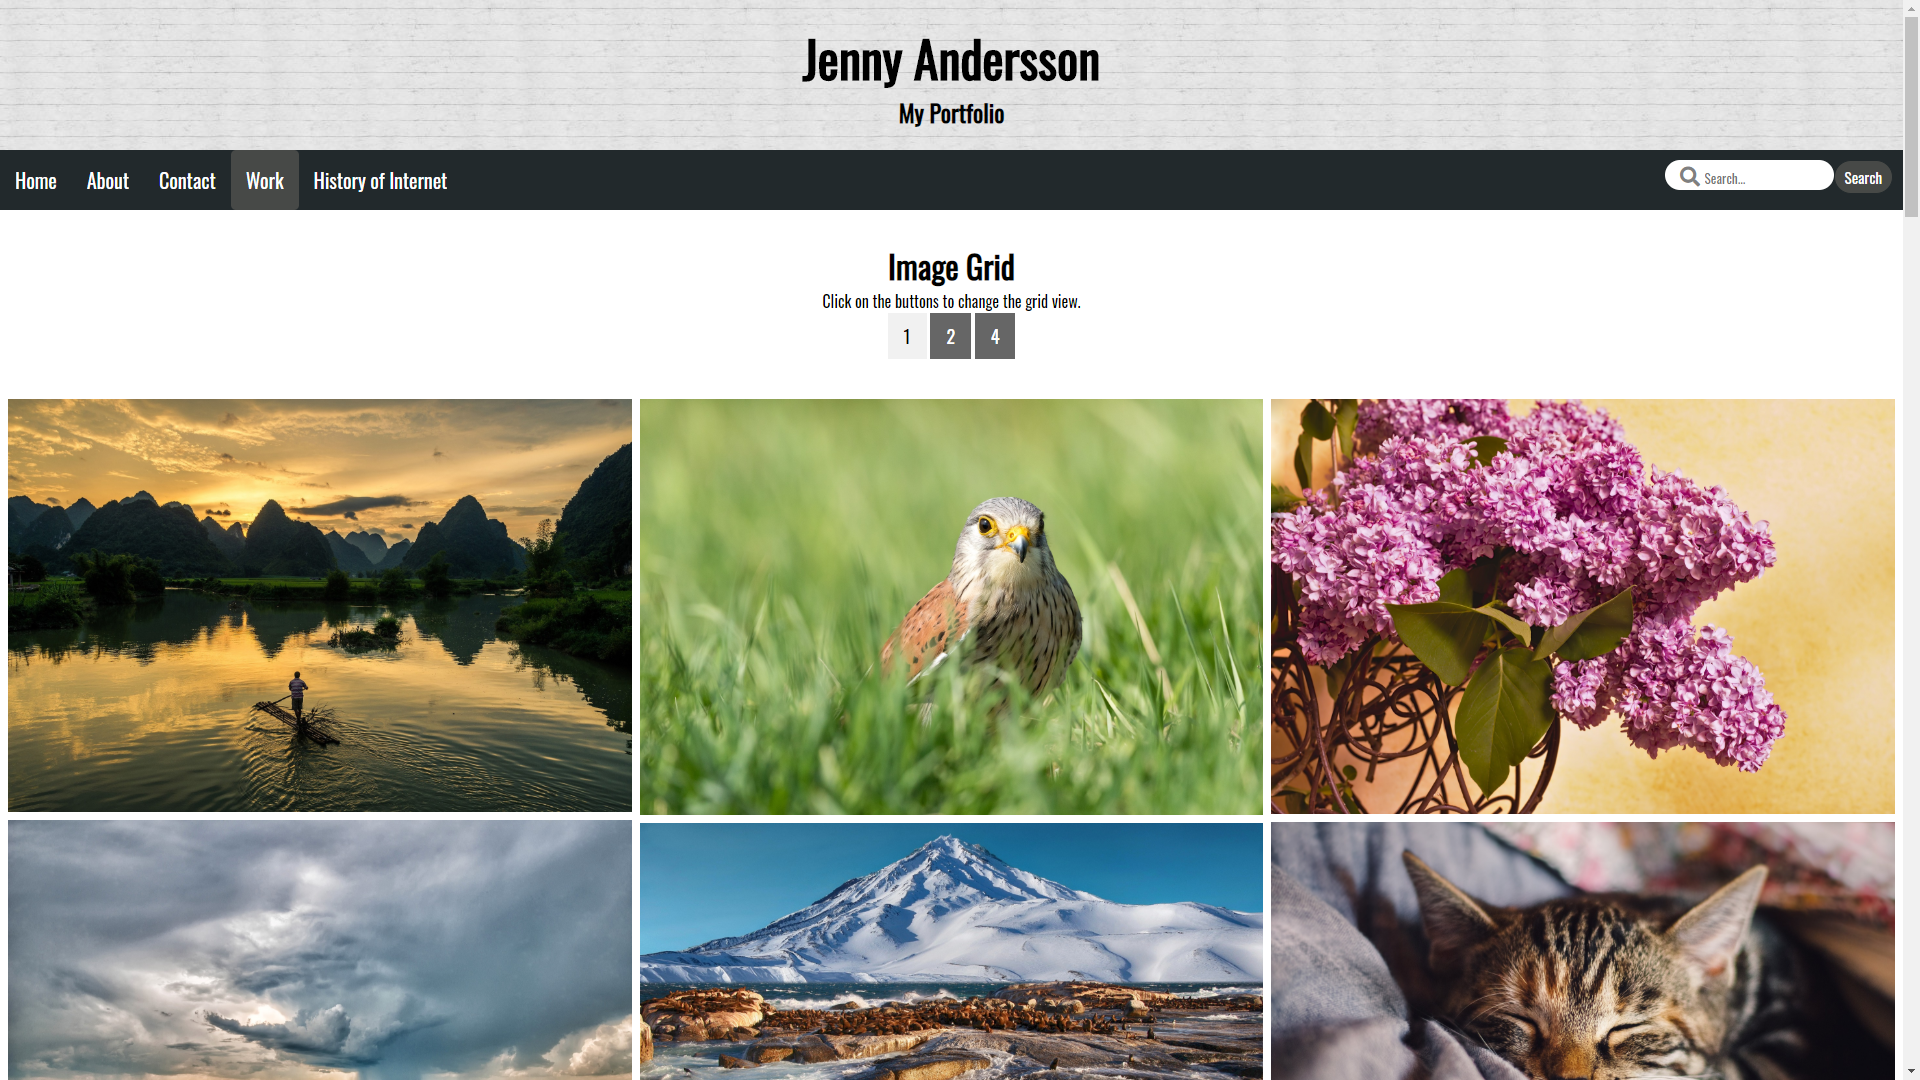 Jenny Andersson
My Portfolio
Home About Contact Work History of Internet Search... Search
Image Grid
Click on the buttons to change the grid view.
1 2 4